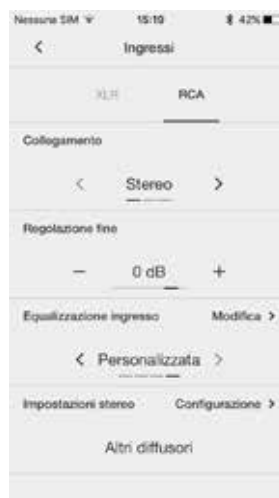 Nessuna SIM 15:19 42%
< Ingressi
XLR RCA
Collegamento
< Stereo >
Regolazione fine
− 0 dB +
Equalizzazione ingresso Modifica >
< Personalizzata >
Impostazioni stereo Configurazione >
Altri diffusori